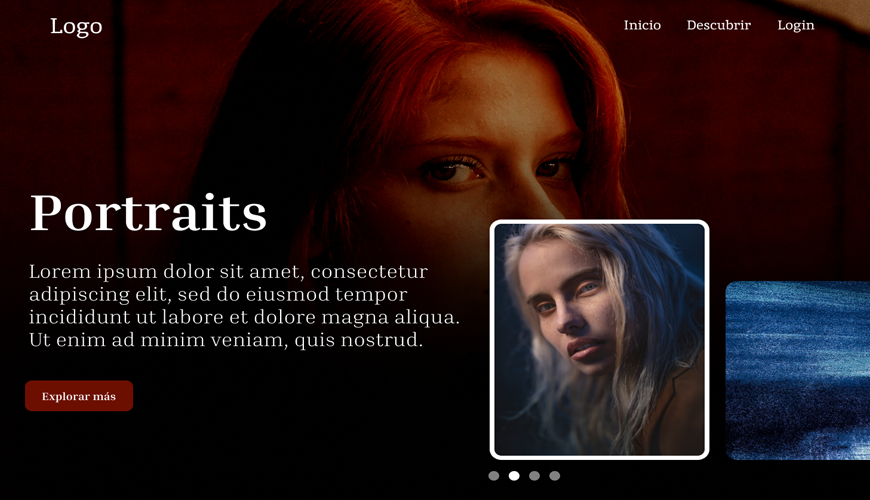 Logo
Inicio Descubrir Login
Portraits
Lorem ipsum dolor sit amet, consectetur
adipiscing elit, sed do eiusmod tempor
incididunt ut labore et dolore magna aliqua.
Ut enim ad minim veniam, quis nostrud.
Explorar más